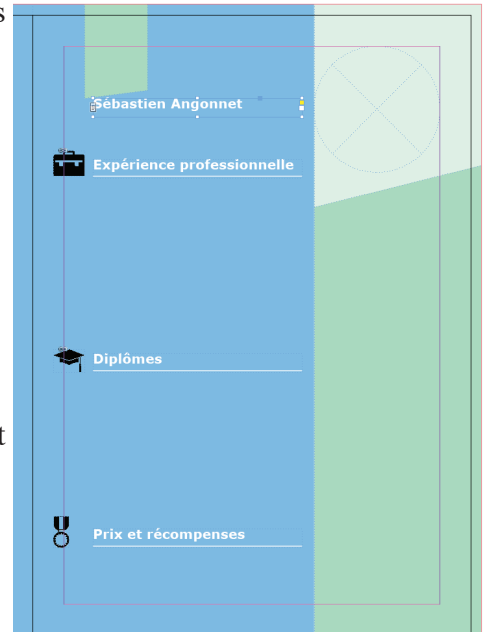 s
Sébastien Angonnet
Expérience professionnelle
Diplômes
t
Prix et récompenses